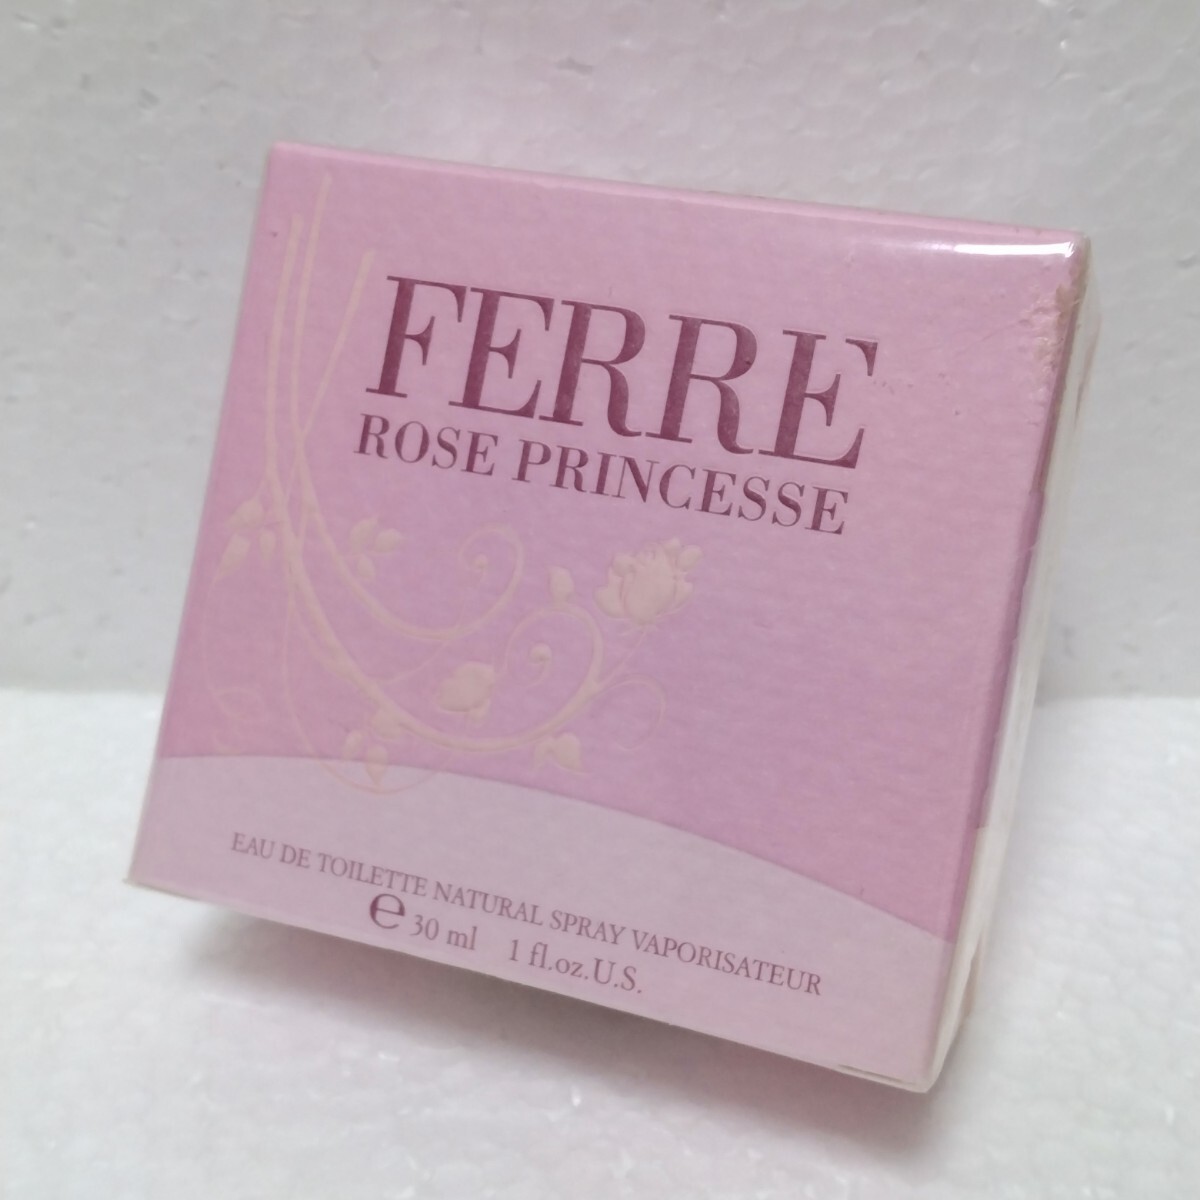 FERRE
ROSE PRINCESSE
EAU DE TOILETTE NATURAL SPRAY VAPORISATEUR
℮ 30 ml 1 fl.oz.U.S.